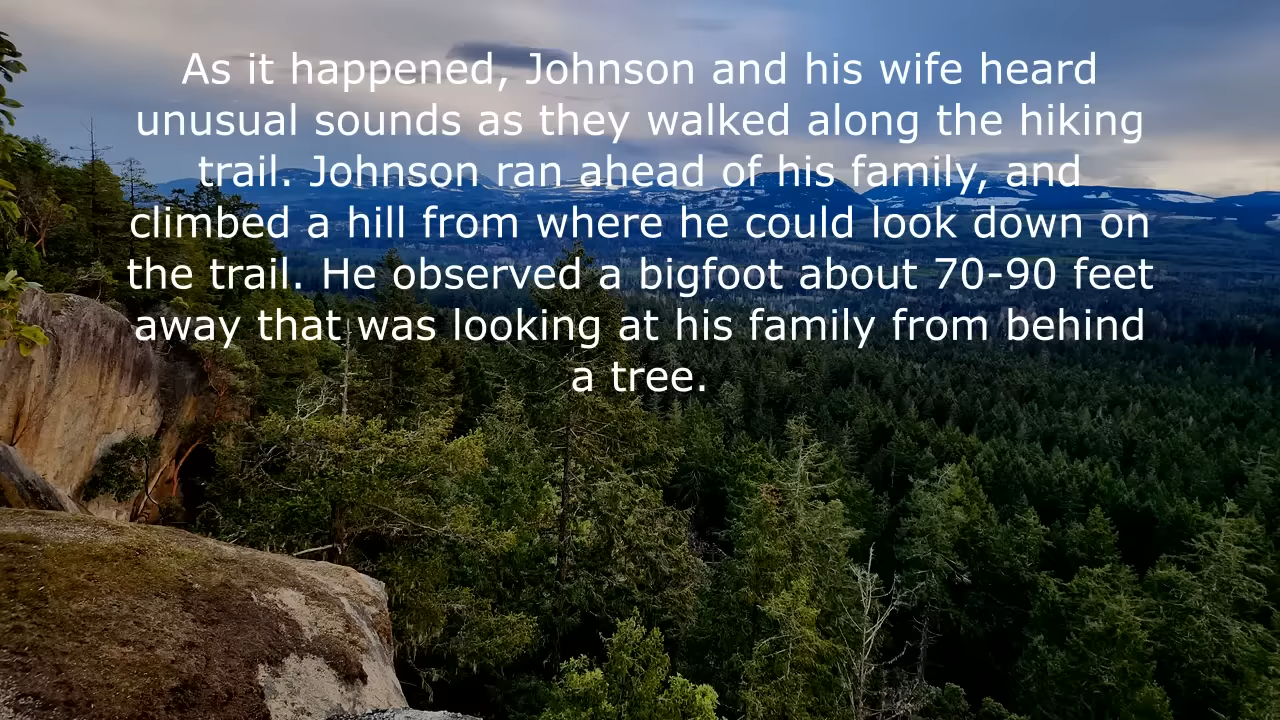 As it happened, Johnson and his wife heard
unusual sounds as they walked along the hiking
trail. Johnson ran ahead of his family, and
climbed a hill from where he could look down on
the trail. He observed a bigfoot about 70-90 feet
away that was looking at his family from behind
a tree.